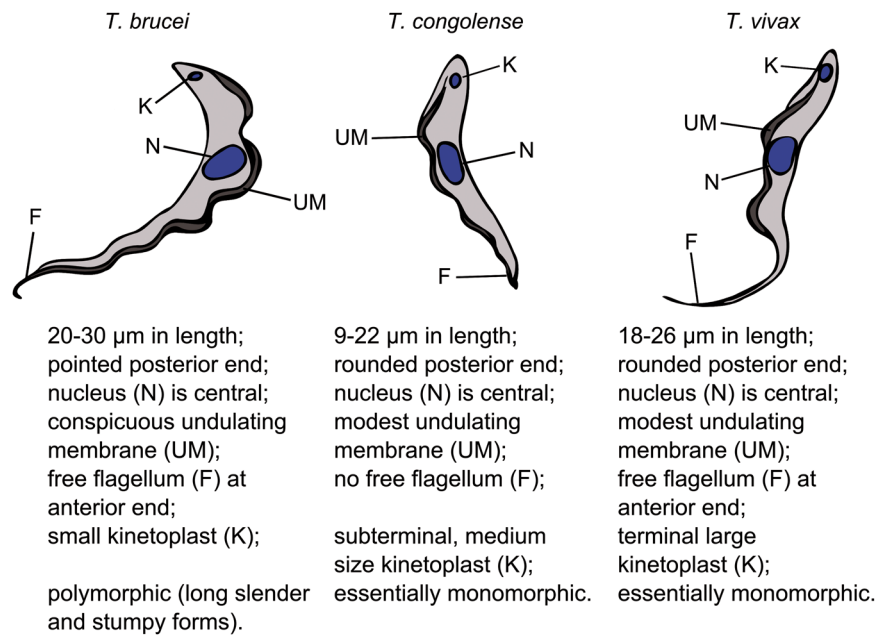 T. brucei
T. congolense
T. vivax
K
N
UM
F
K
UM
N
F
K
UM
N
F
20-30 µm in length;
pointed posterior end;
nucleus (N) is central;
conspicuous undulating
membrane (UM);
free flagellum (F) at
anterior end;
small kinetoplast (K);
polymorphic (long slender
and stumpy forms).
9-22 µm in length;
rounded posterior end;
nucleus (N) is central;
modest undulating
membrane (UM);
no free flagellum (F);
subterminal, medium
size kinetoplast (K);
essentially monomorphic.
18-26 µm in length;
rounded posterior end;
nucleus (N) is central;
modest undulating
membrane (UM);
free flagellum (F) at
anterior end;
terminal large
kinetoplast (K);
essentially monomorphic.